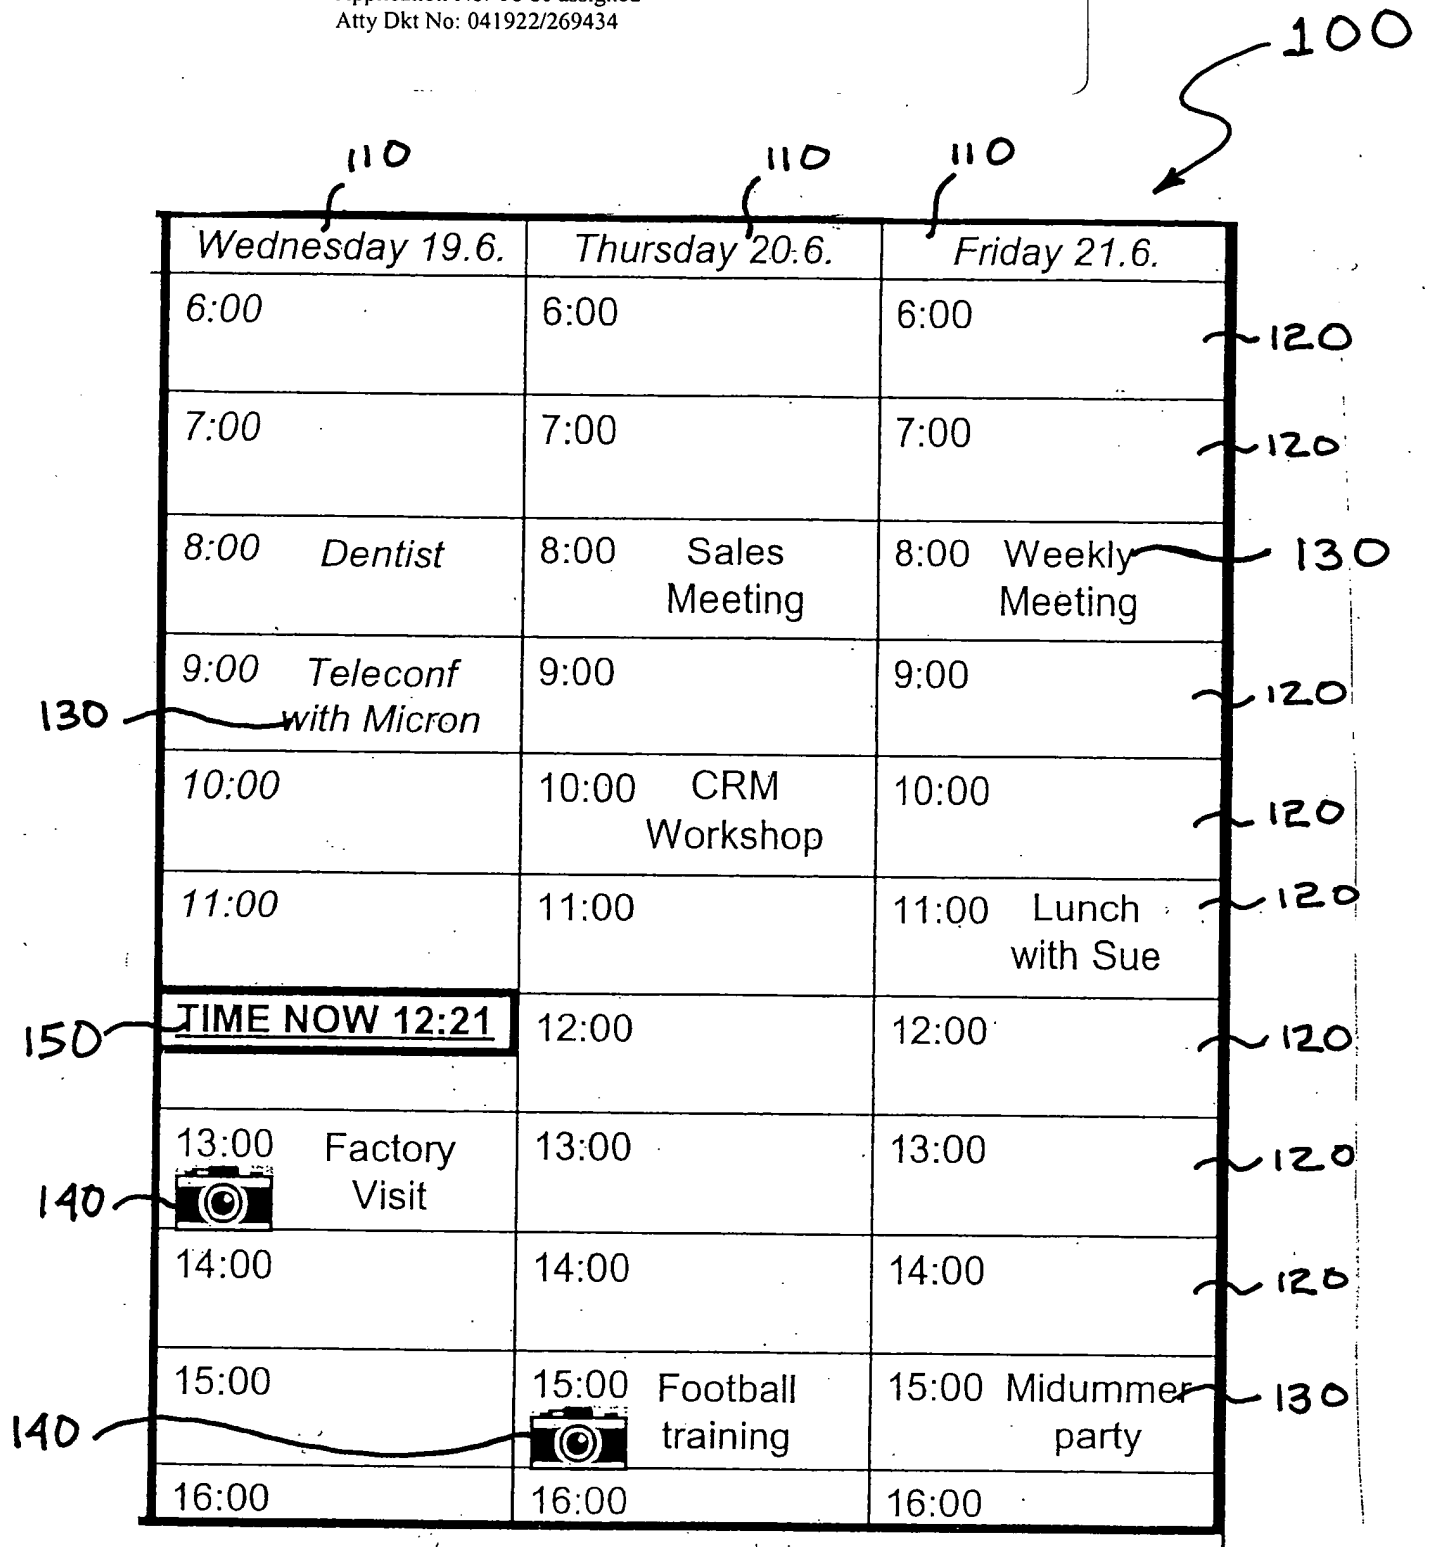 Atty Dkt No: 041922/269434
100
110 110 110
Wednesday 19.6. Thursday 20.6. Friday 21.6.
6:00 6:00 6:00 120
7:00 7:00 7:00 120
8:00 Dentist 8:00 Sales 8:00 Weekly 130
Meeting Meeting
9:00 Teleconf 9:00 9:00 120
130 with Micron
10:00 10:00 CRM 10:00 120
Workshop
11:00 11:00 11:00 Lunch 120
with Sue
150 TIME NOW 12:21 12:00 12:00 120
13:00 Factory 13:00 13:00 120
140 Visit
14:00 14:00 14:00 120
15:00 15:00 Football 15:00 Midummer 130
140 training party
16:00 16:00 16:00